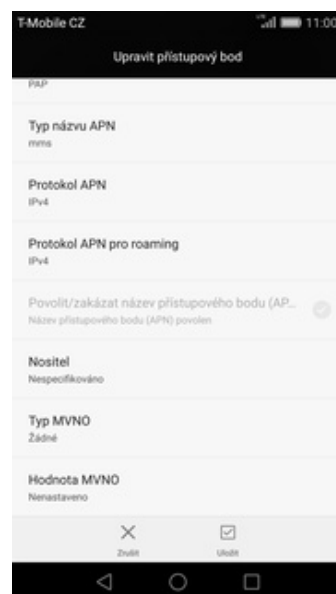 T-Mobile CZ 11:00
Upravit přístupový bod
PAP
Typ názvu APN
mms
Protokol APN
IPv4
Protokol APN pro roaming
IPv4
Povolit/zakázat název přístupového bodu (AP...
Název přístupového bodu (APN) povolen
Nositel
Nespecifikováno
Typ MVNO
Žádné
Hodnota MVNO
Nenastaveno
Zrušit Uložit